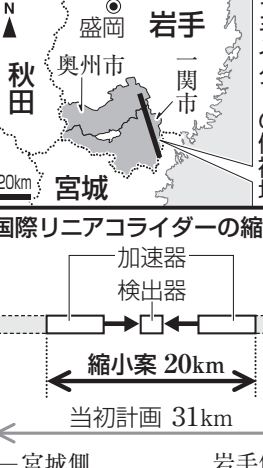 N
盛岡
岩手
秋田
奥州市
一関市
20km
宮城
国際リニアコライダーの縮
加速器
検出器
縮小案 20km
当初計画 31km
宮城側
岩手